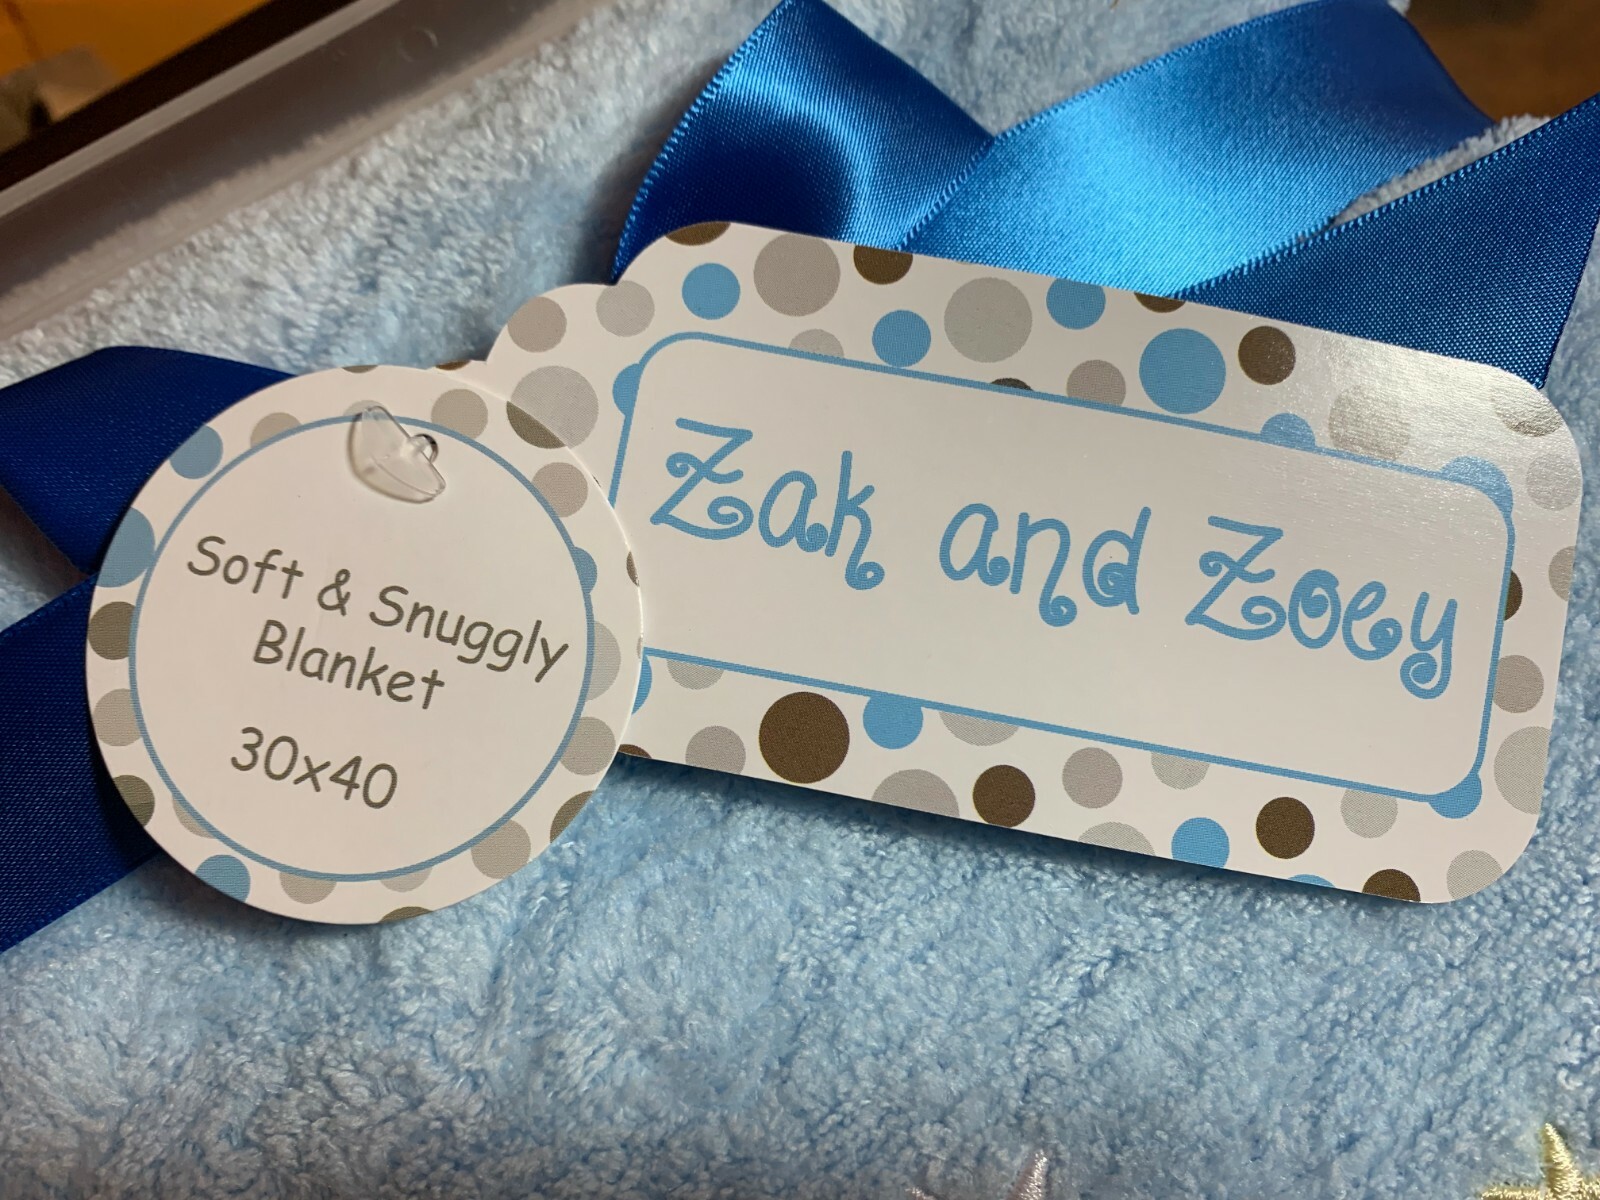 Zak and Zoey
Soft & Snuggly
Blanket
30x40